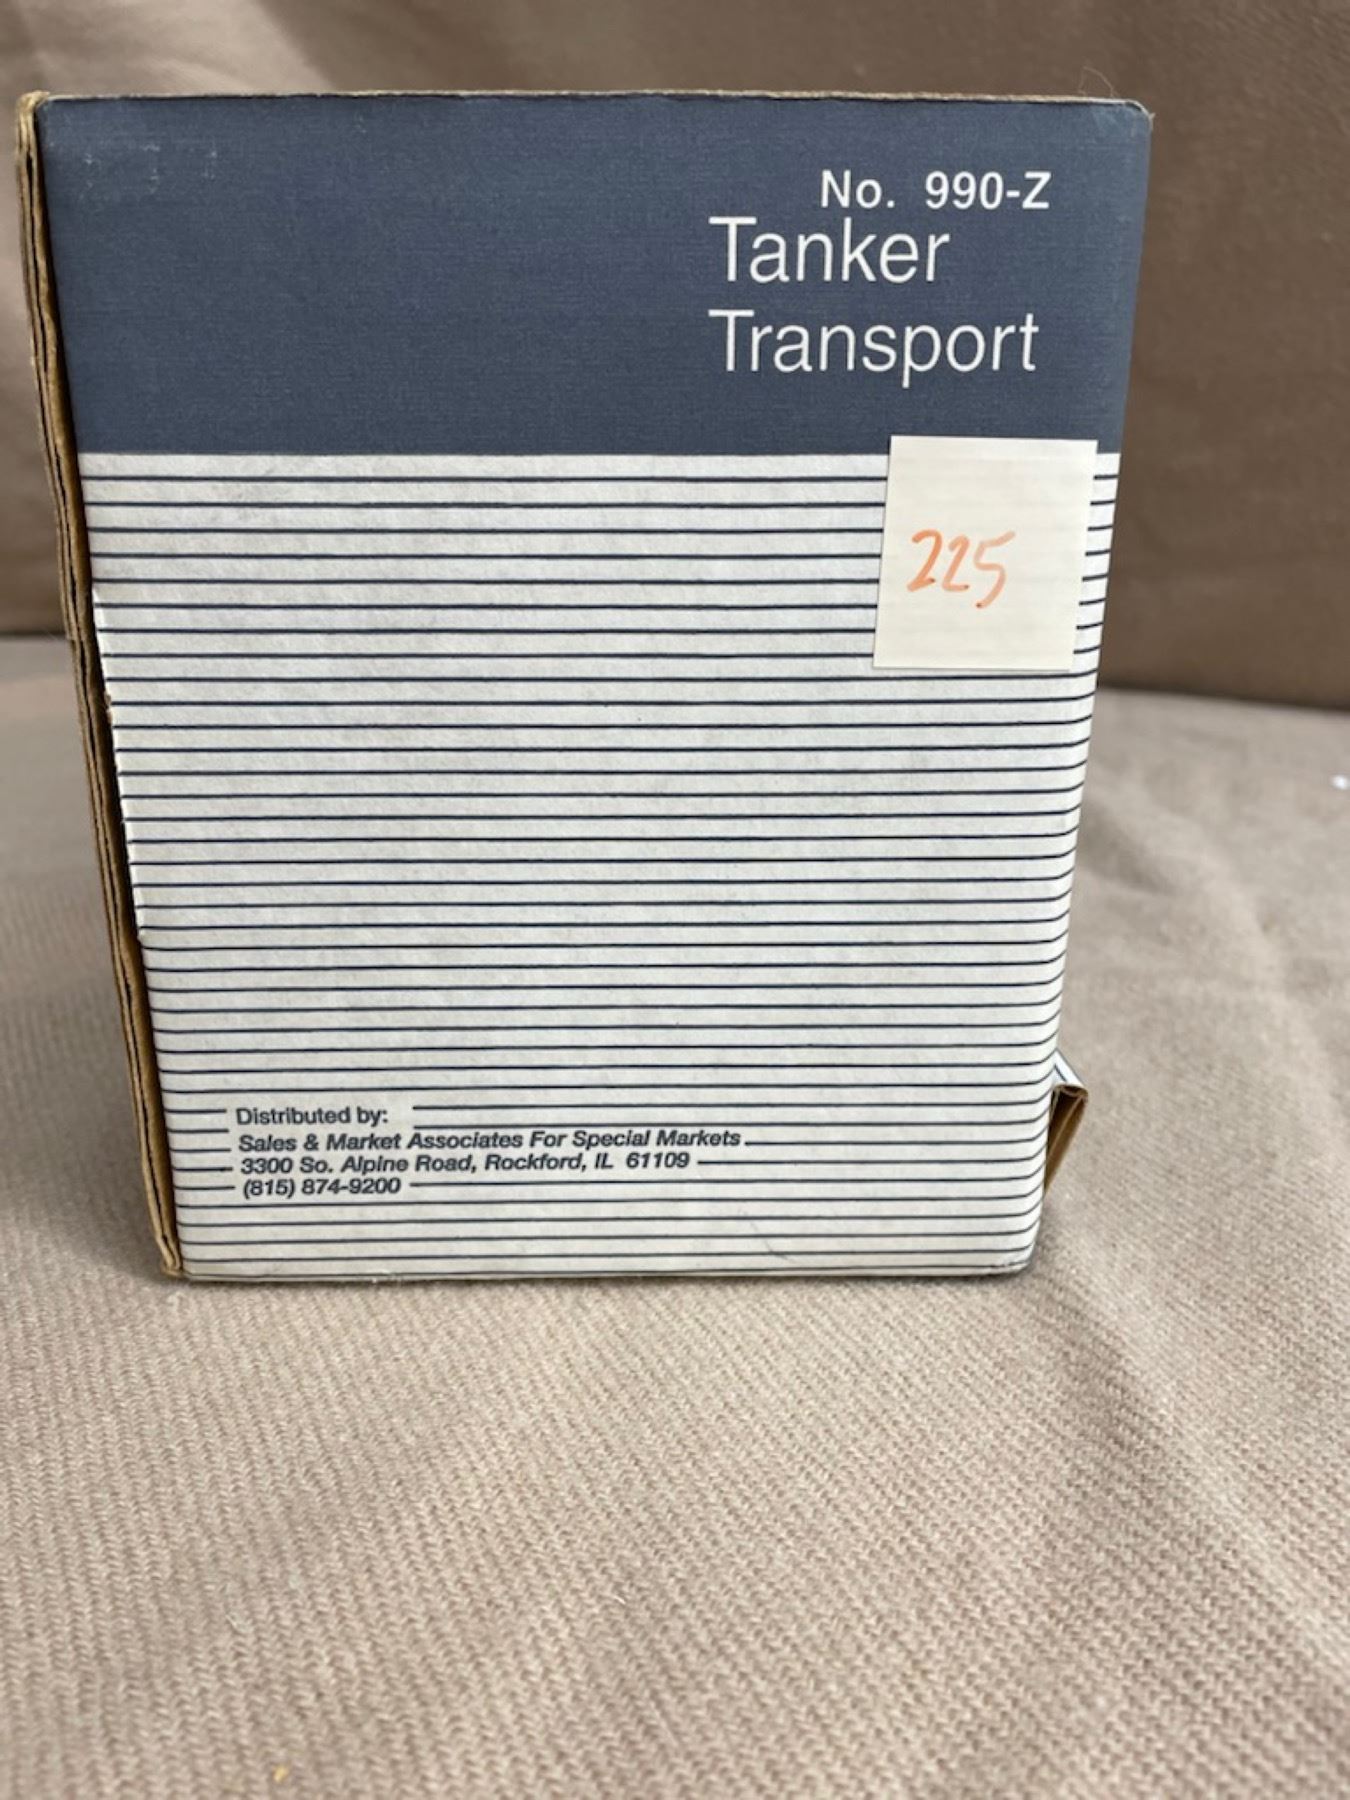 No. 990-Z
Tanker
Transport
225
Distributed by:
Sales & Market Associates For Special Markets
3300 So. Alpine Road, Rockford, IL 61109
(815) 874-9200